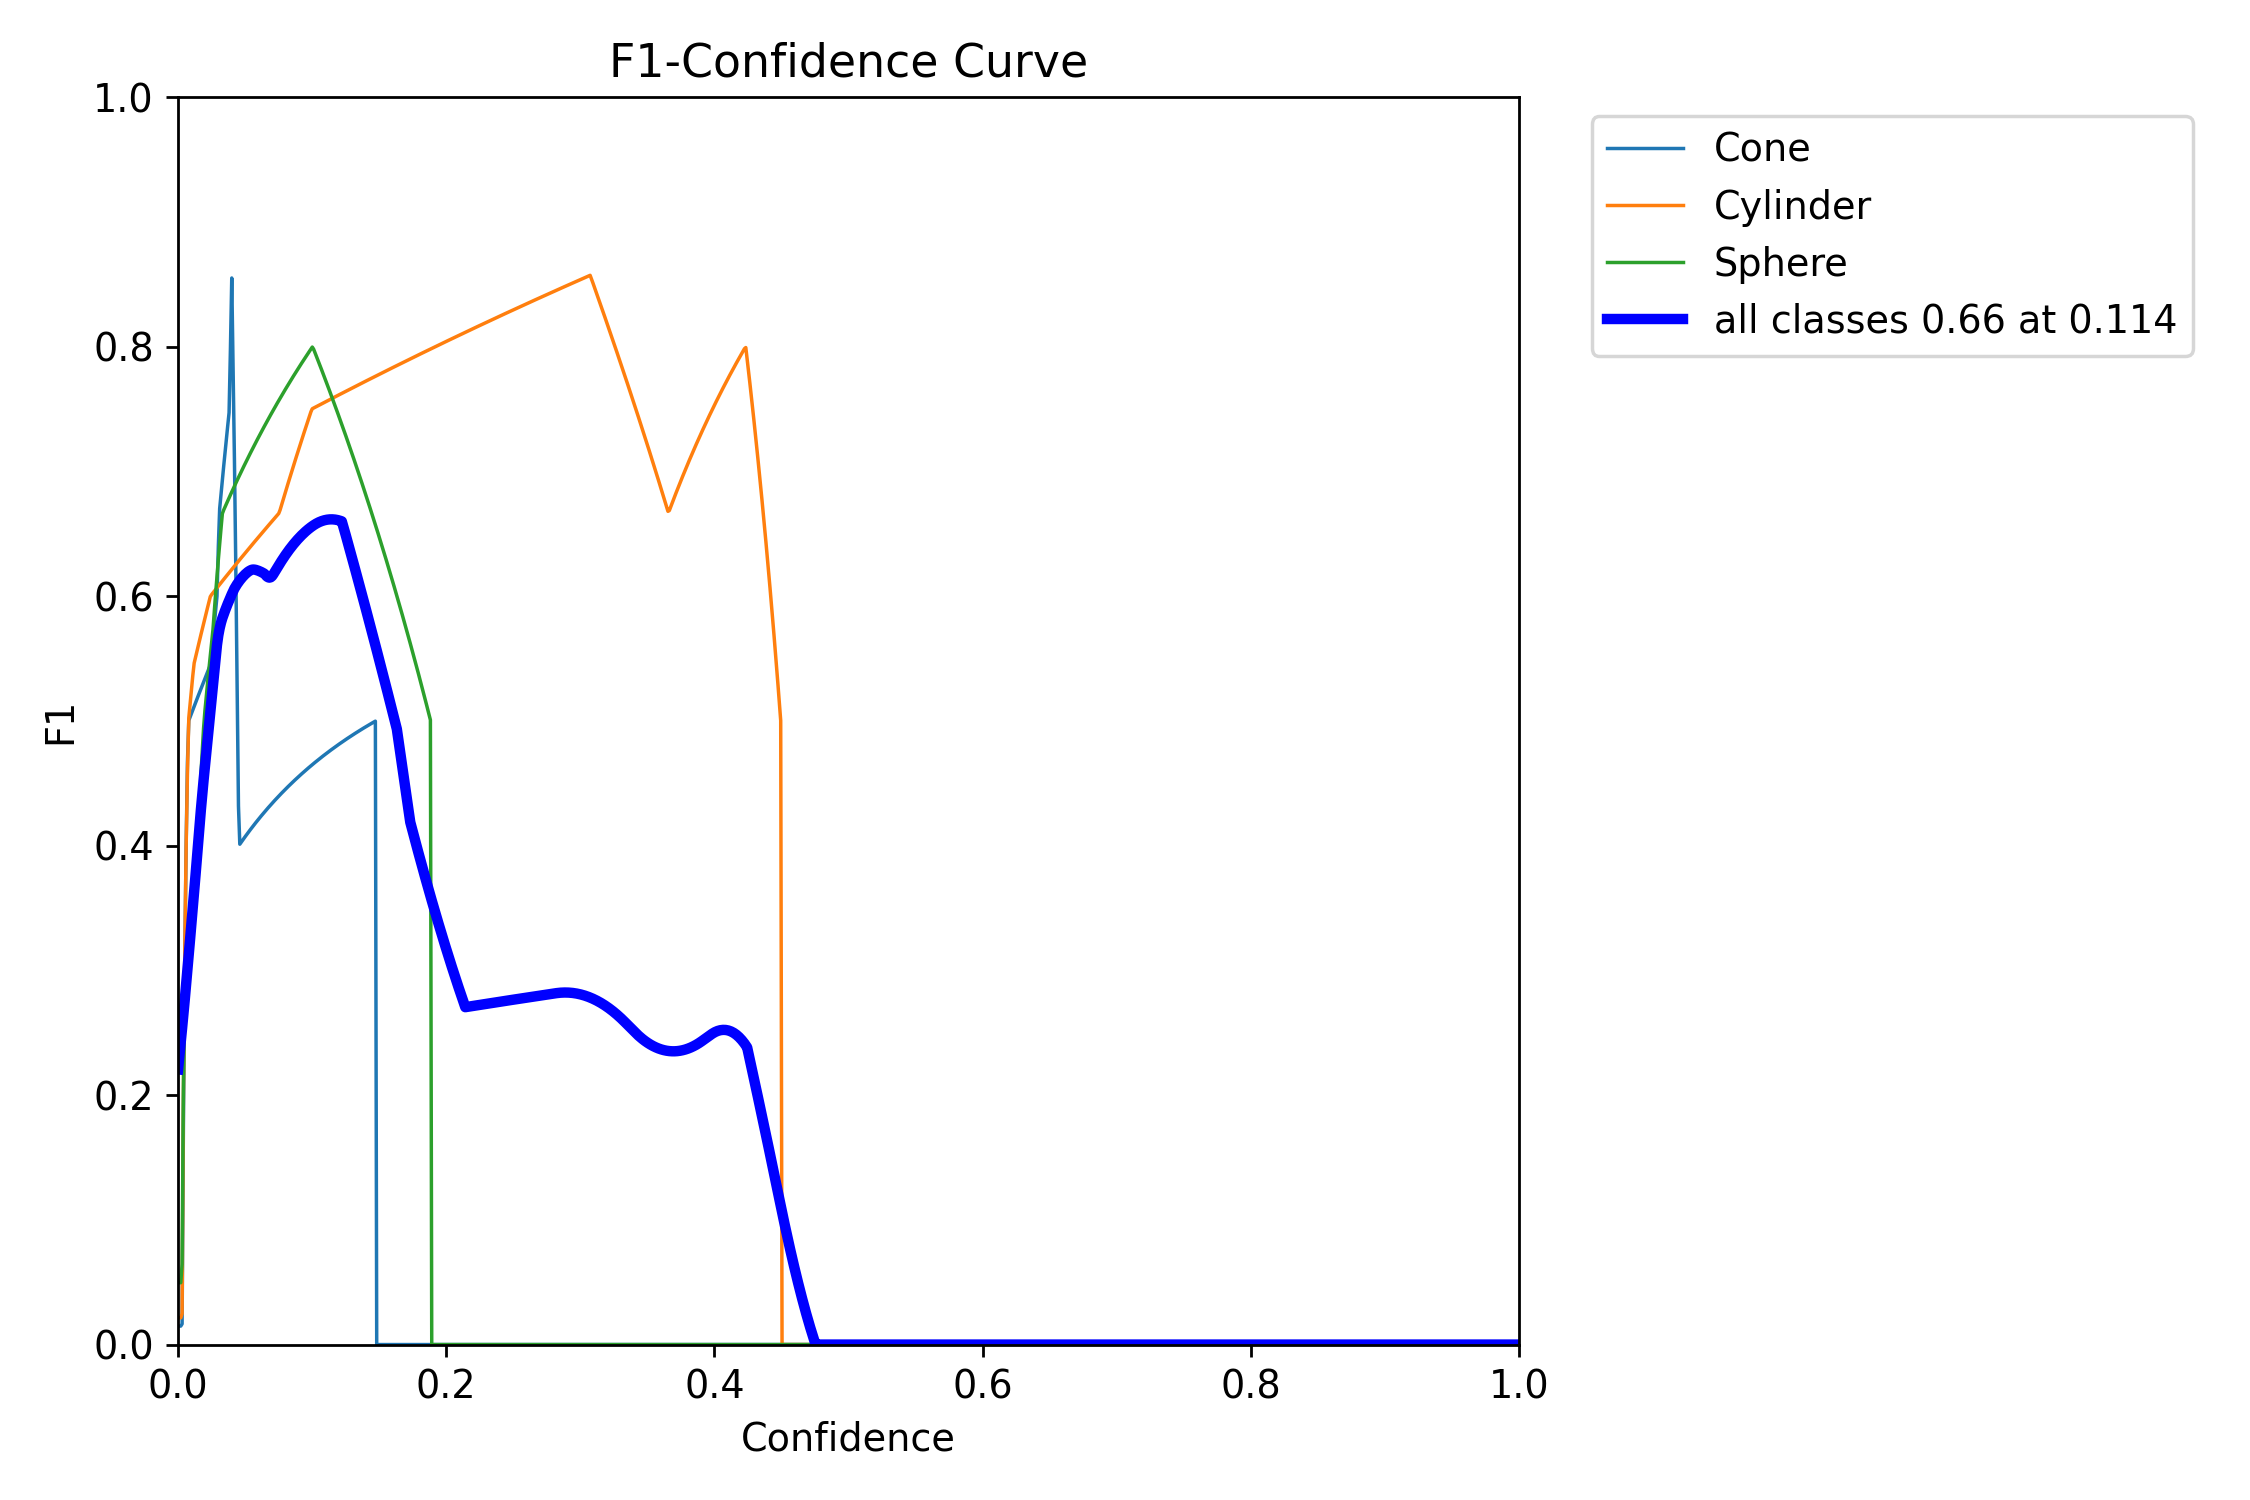 F1-Confidence Curve
1.0
0.8
0.6
0.4
0.2
0.0
F1
0.0 0.2 0.4 0.6 0.8 1.0
Confidence
Cone
Cylinder
Sphere
all classes 0.66 at 0.114